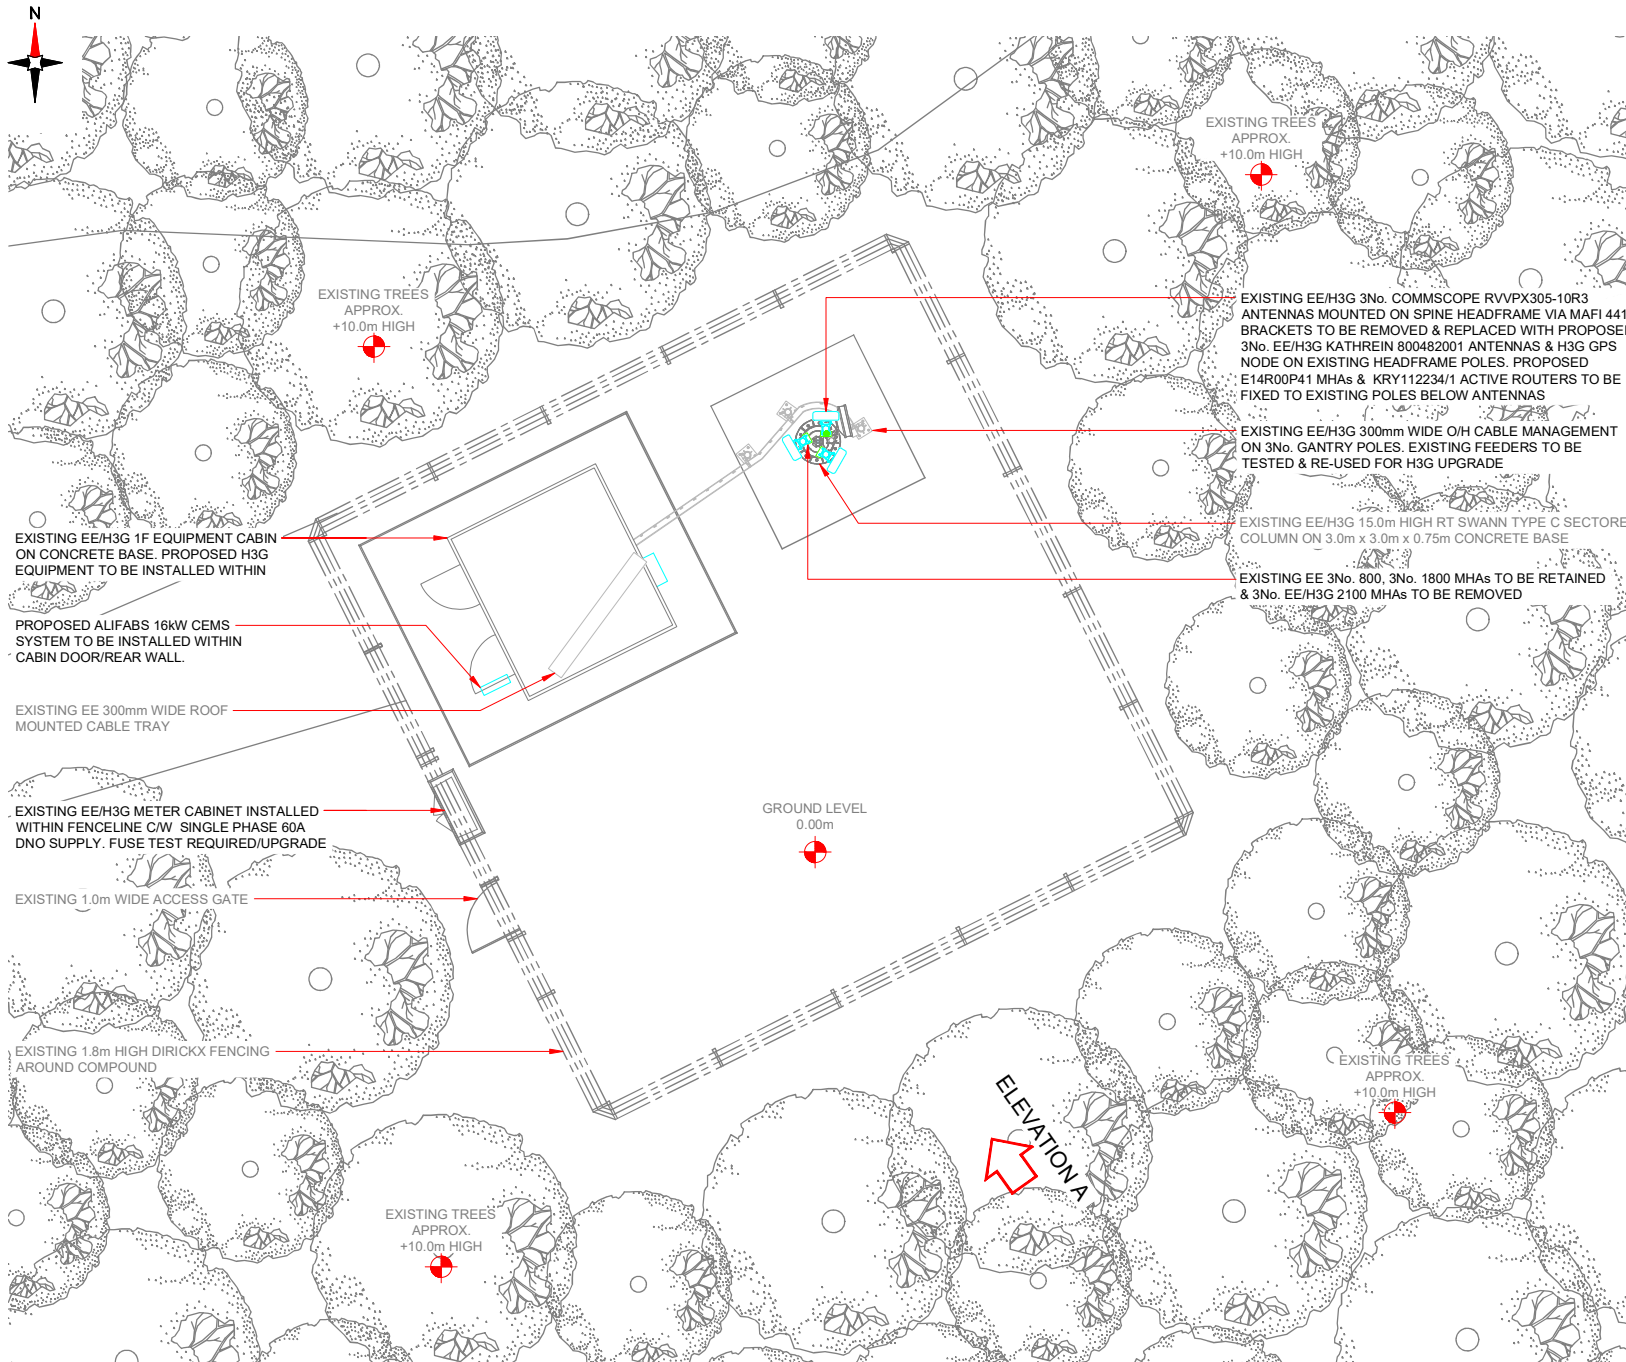 N
EXISTING TREES
APPROX.
+10.0m HIGH
EXISTING TREES
APPROX.
+10.0m HIGH
EXISTING EE/H3G 3No. COMMSCOPE RVVPX305-10R3
ANTENNAS MOUNTED ON SPINE HEADFRAME VIA MAFI 441
BRACKETS TO BE REMOVED & REPLACED WITH PROPOSED
3No. EE/H3G KATHREIN 800482001 ANTENNAS & H3G GPS
NODE ON EXISTING HEADFRAME POLES. PROPOSED
E14R00P41 MHAs & KRY112234/1 ACTIVE ROUTERS TO BE
FIXED TO EXISTING POLES BELOW ANTENNAS
EXISTING EE/H3G 300mm WIDE O/H CABLE MANAGEMENT
ON 3No. GANTRY POLES. EXISTING FEEDERS TO BE
TESTED & RE-USED FOR H3G UPGRADE
EXISTING EE/H3G 15.0m HIGH RT SWANN TYPE C SECTORE
COLUMN ON 3.0m x 3.0m x 0.75m CONCRETE BASE
EXISTING EE 3No. 800, 3No. 1800 MHAs TO BE RETAINED
& 3No. EE/H3G 2100 MHAs TO BE REMOVED
EXISTING EE/H3G 1F EQUIPMENT CABIN
ON CONCRETE BASE. PROPOSED H3G
EQUIPMENT TO BE INSTALLED WITHIN
PROPOSED ALIFABS 16kW CEMS
SYSTEM TO BE INSTALLED WITHIN
CABIN DOOR/REAR WALL.
EXISTING EE 300mm WIDE ROOF
MOUNTED CABLE TRAY
EXISTING EE/H3G METER CABINET INSTALLED
WITHIN FENCELINE C/W SINGLE PHASE 60A
DNO SUPPLY. FUSE TEST REQUIRED/UPGRADE
GROUND LEVEL
0.00m
EXISTING 1.0m WIDE ACCESS GATE
EXISTING 1.8m HIGH DIRICKX FENCING
AROUND COMPOUND
ELEVATION A
EXISTING TREES
APPROX.
+10.0m HIGH
EXISTING TREES
APPROX.
+10.0m HIGH